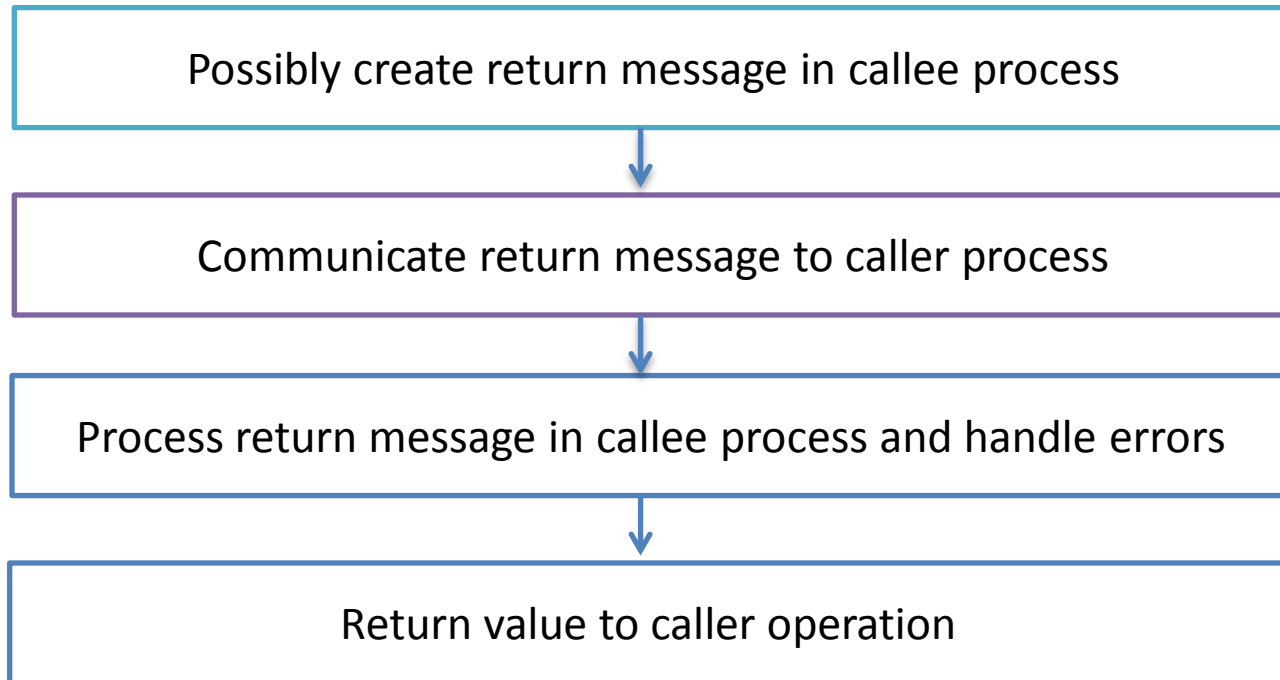 Possibly create return message in callee process
Communicate return message to caller process
Process return message in callee process and handle errors
Return value to caller operation